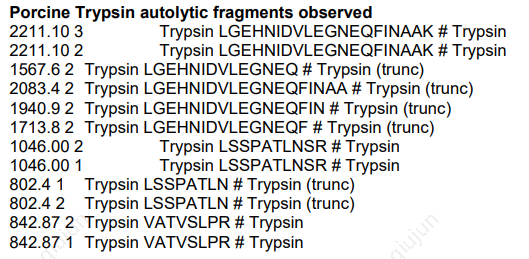 Porcine Trypsin autolytic fragments observed
2211.10 3 Trypsin LGEHNIDVLEGNEQFINAAK # Trypsin
2211.10 2 Trypsin LGEHNIDVLEGNEQFINAAK # Trypsin
1567.6 2 Trypsin LGEHNIDVLEGNEQ # Trypsin (trunc)
2083.4 2 Trypsin LGEHNIDVLEGNEQFINAA # Trypsin (trunc)
1940.9 2 Trypsin LGEHNIDVLEGNEQFIN # Trypsin (trunc)
1713.8 2 Trypsin LGEHNIDVLEGNEQF # Trypsin (trunc)
1046.00 2 Trypsin LSSPATLNSR # Trypsin
1046.00 1 Trypsin LSSPATLNSR # Trypsin
802.4 1 Trypsin LSSPATLN # Trypsin (trunc)
802.4 2 Trypsin LSSPATLN # Trypsin (trunc)
842.87 2 Trypsin VATVSLPR # Trypsin
842.87 1 Trypsin VATVSLPR # Trypsin